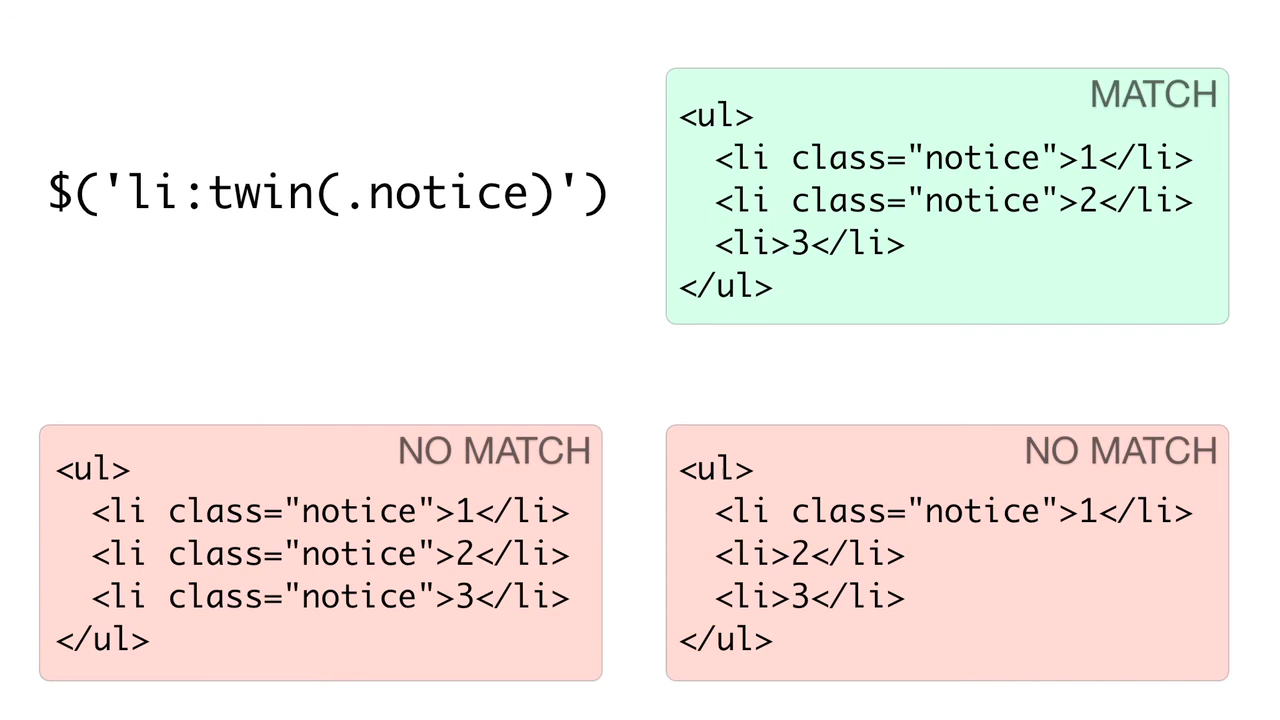 $('li:twin(.notice)')
MATCH
<ul>
  <li class="notice">1</li>
  <li class="notice">2</li>
  <li>3</li>
</ul>
NO MATCH
<ul>
  <li class="notice">1</li>
  <li class="notice">2</li>
  <li class="notice">3</li>
</ul>
NO MATCH
<ul>
  <li class="notice">1</li>
  <li>2</li>
  <li>3</li>
</ul>